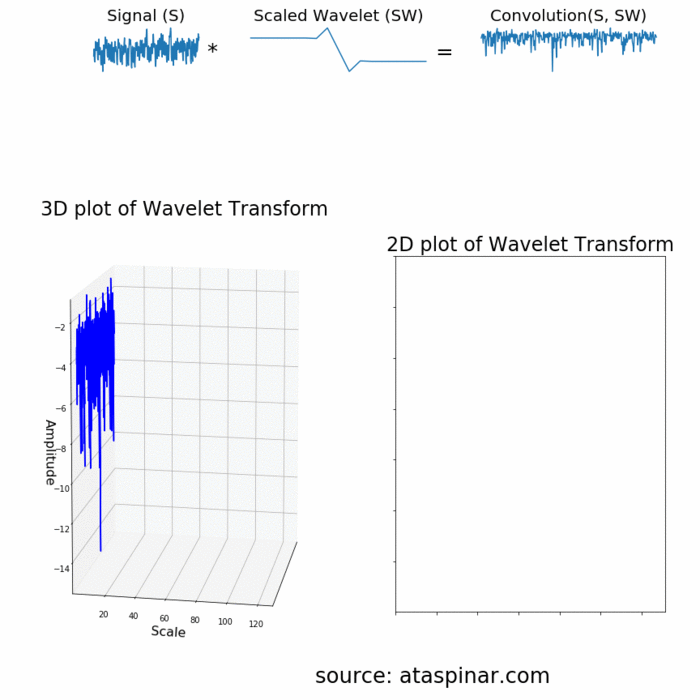 Signal (S)
Scaled Wavelet (SW)
Convolution(S, SW)
*
=
3D plot of Wavelet Transform
2D plot of Wavelet Transform
−2
−4
−6
−8
−10
−12
−14
Amplitude
20
40
60
80
100
120
Scale
source: ataspinar.com